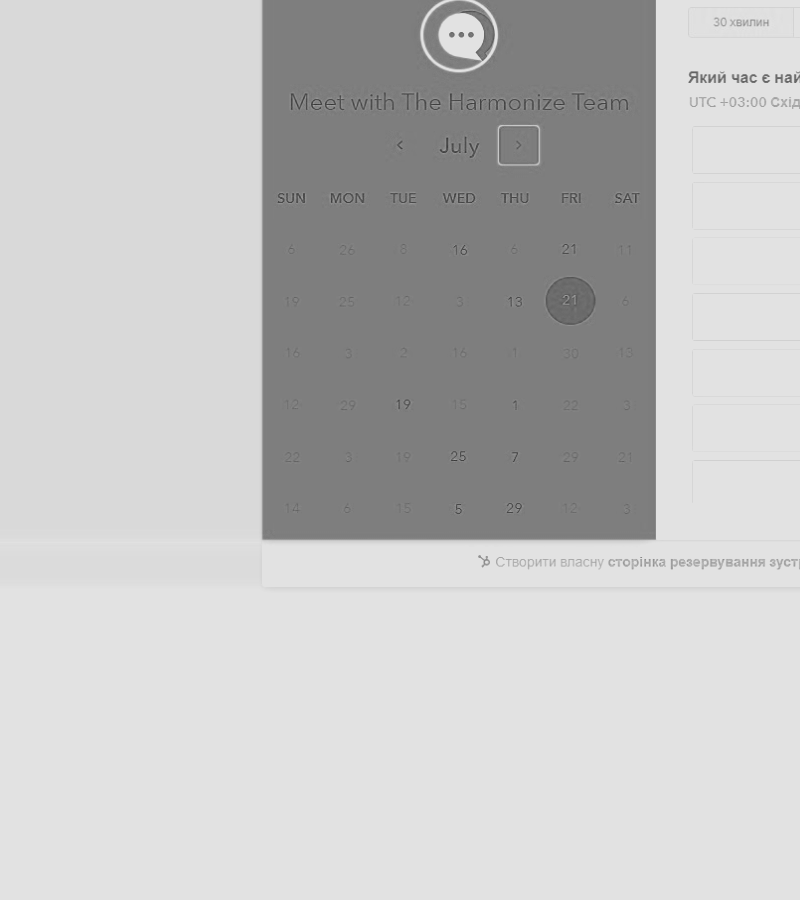 30 хвилин
Meet with The Harmonize Team
Який час є най
UTC +03:00 Схід
July
SUN MON TUE WED THU FRI SAT
6 26 8 16 6 21 11
19 25 12 3 13 21 6
16 3 2 16 1 30 13
12 29 19 15 1 22 3
22 3 19 25 7 29 21
14 6 15 5 29 12 3
Створити власну сторінка резервування зустр